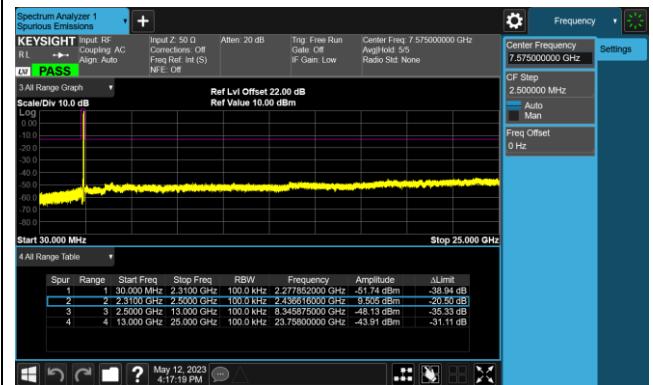 Spectrum Analyzer 1
Spurious Emissions
Frequency
KEYSIGHT
RL
PASS
Input: RF
Coupling: AC
Align: Auto
Input Z: 50 Ω
Corrections: Off
Freq Ref: Int (S)
NFE: Off
Atten: 20 dB
Trig: Free Run
Gate: Off
IF Gain: Low
Center Freq: 7.575000000 GHz
Avg|Hold: 5/5
Radio Std: None
3 All Range Graph
Scale/Div 10.0 dB
Ref Lvl Offset 22.00 dB
Ref Value 10.00 dBm
Log
0.00
-10.0
-20.0
-30.0
-40.0
-50.0
-60.0
-70.0
-80.0
Start 30.000 MHz
Stop 25.000 GHz
4 All Range Table
Spur Range Start Freq Stop Freq RBW Frequency Amplitude ΔLimit
1 1 30.000 MHz 2.3100 GHz 100.0 kHz 2.277852000 GHz -51.74 dBm -38.94 dB
2 2 2.3100 GHz 2.5000 GHz 100.0 kHz 2.436616000 GHz 9.505 dBm -20.50 dB
3 3 2.5000 GHz 13.000 GHz 100.0 kHz 8.345875000 GHz -48.13 dBm -35.33 dB
4 4 13.000 GHz 25.000 GHz 100.0 kHz 23.75800000 GHz -43.91 dBm -31.11 dB
Center Frequency
7.575000000 GHz
Settings
CF Step
2.500000 MHz
Auto
Man
Freq Offset
0 Hz
?
May 12, 2023
4:17:19 PM